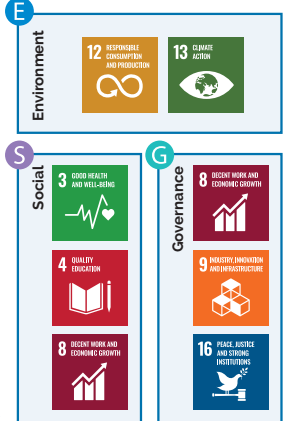 E
Environment
12 RESPONSIBLE
CONSUMPTION
AND PRODUCTION
13 CLIMATE
ACTION
S
Social
3 GOOD HEALTH
AND WELL-BEING
4 QUALITY
EDUCATION
8 DECENT WORK AND
ECONOMIC GROWTH
G
Governance
8 DECENT WORK AND
ECONOMIC GROWTH
9 INDUSTRY, INNOVATION
AND INFRASTRUCTURE
16 PEACE, JUSTICE
AND STRONG
INSTITUTIONS